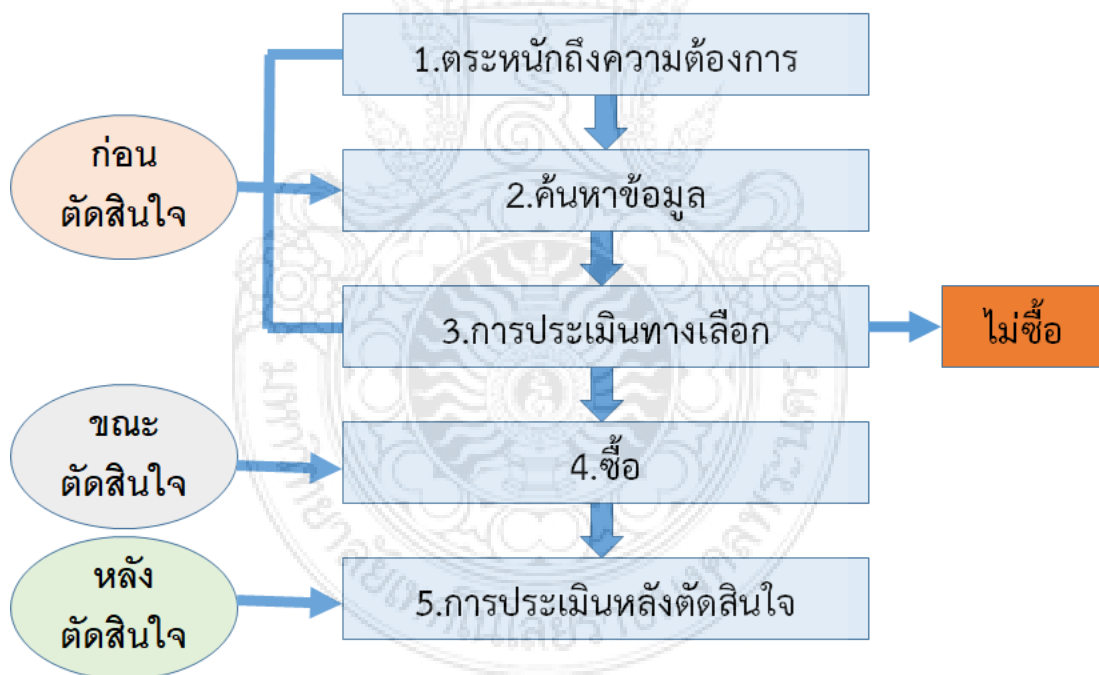 1.ตระหนักถึงความต้องการ
ก่อน
ตัดสินใจ
2.ค้นหาข้อมูล
3.การประเมินทางเลือก
ไม่ซื้อ
ขณะ
ตัดสินใจ
4.ซื้อ
หลัง
ตัดสินใจ
5.การประเมินหลังตัดสินใจ